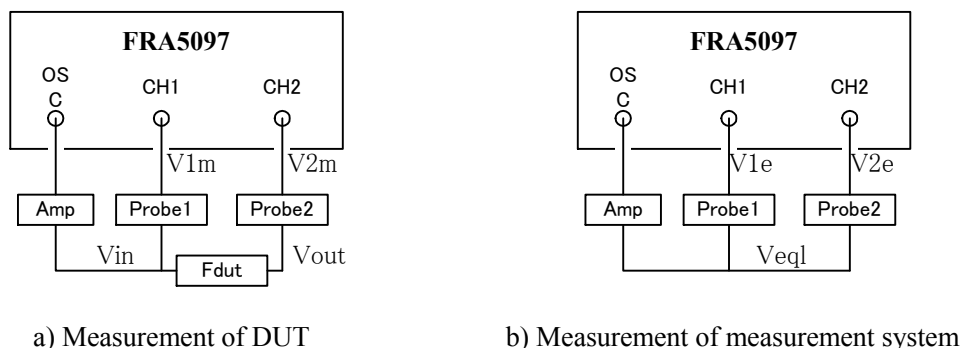 FRA5097
OS
C
CH1
CH2
V1m
V2m
Amp
Probe1
Probe2
Vin
Vout
Fdut
a) Measurement of DUT
FRA5097
OS
C
CH1
CH2
V1e
V2e
Amp
Probe1
Probe2
Veql
b) Measurement of measurement system